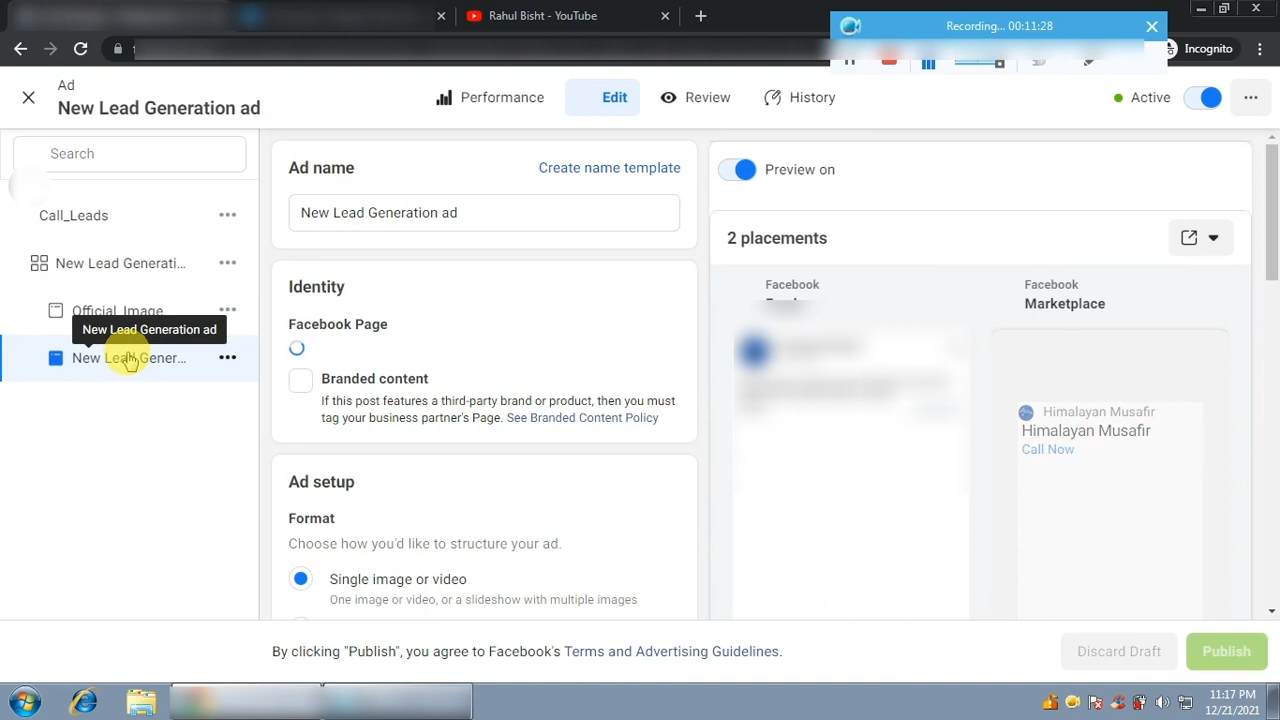 Rahul Bisht - YouTube
Recording... 00:11:28
Incognito
Ad
New Lead Generation ad
Performance
Edit
Review
History
Active
Search
Call_Leads
New Lead Generati...
Official_Image
New Lead Generation ad
New Lead Gener...
Ad name
Create name template
New Lead Generation ad
Identity
Facebook Page
Branded content
If this post features a third-party brand or product, then you must
tag your business partner's Page. See Branded Content Policy
Ad setup
Format
Choose how you'd like to structure your ad.
Single image or video
One image or video, or a slideshow with multiple images
Preview on
2 placements
Facebook
Facebook
Marketplace
Himalayan Musafir
Himalayan Musafir
Call Now
By clicking "Publish", you agree to Facebook's Terms and Advertising Guidelines.
Discard Draft
Publish
11:17 PM
12/21/2021